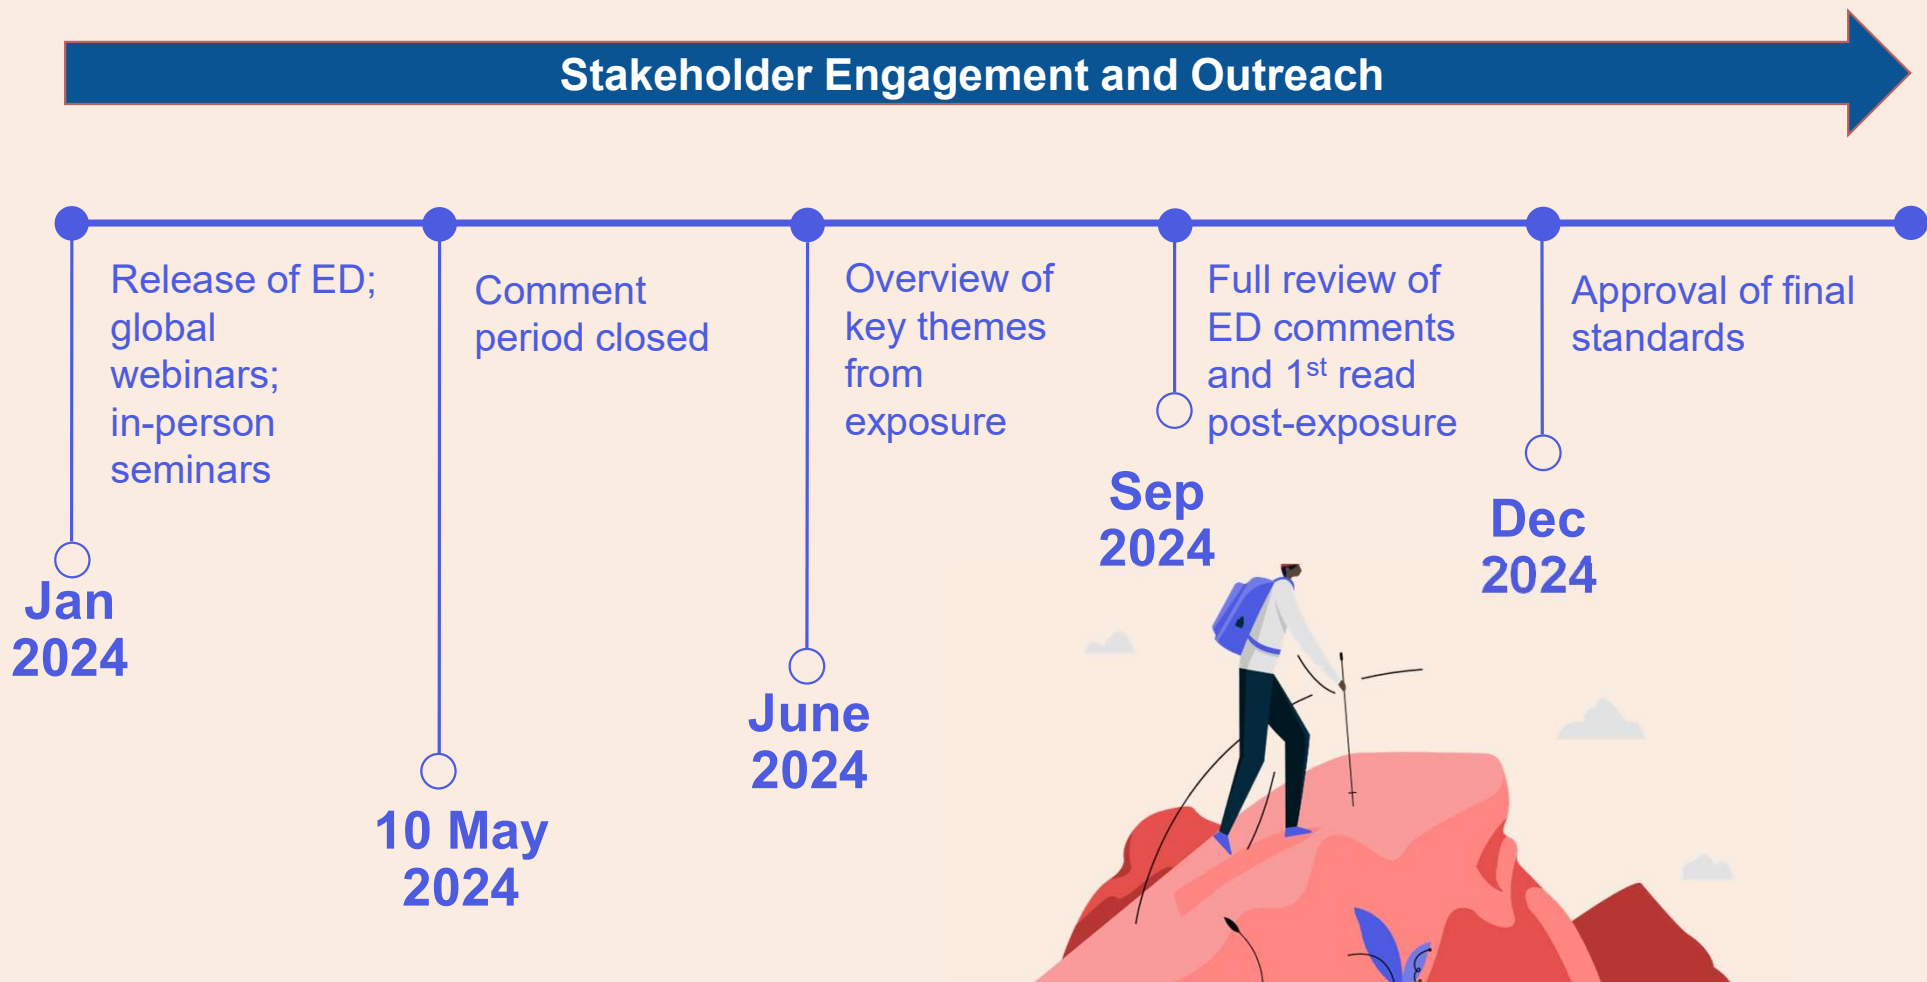 Stakeholder Engagement and Outreach
Release of ED;
global
webinars;
in-person
seminars
Jan
2024
Comment
period closed
10 May
2024
Overview of
key themes
from
exposure
June
2024
Full review of
ED comments
and 1st read
post-exposure
Sep
2024
Approval of final
standards
Dec
2024